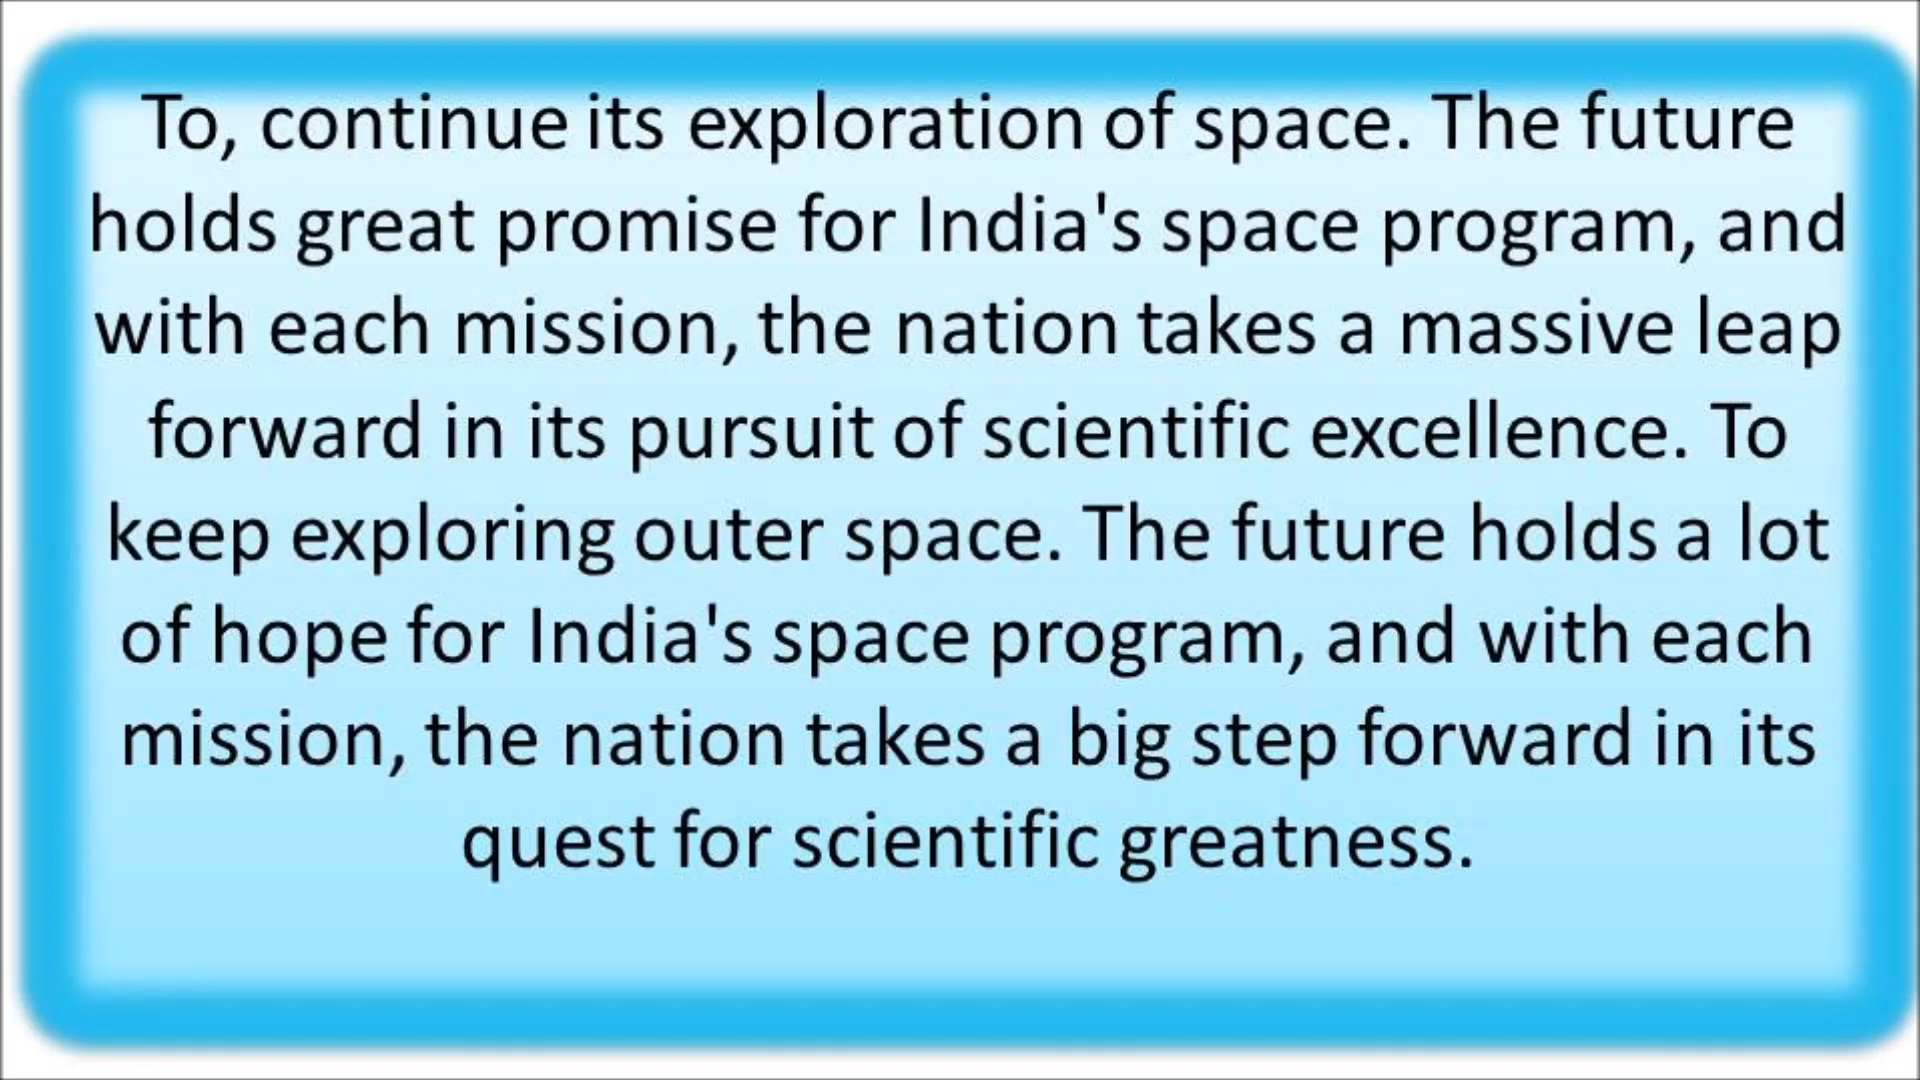 To, continue its exploration of space. The future
holds great promise for India's space program, and
with each mission, the nation takes a massive leap
forward in its pursuit of scientific excellence. To
keep exploring outer space. The future holds a lot
of hope for India's space program, and with each
mission, the nation takes a big step forward in its
quest for scientific greatness.